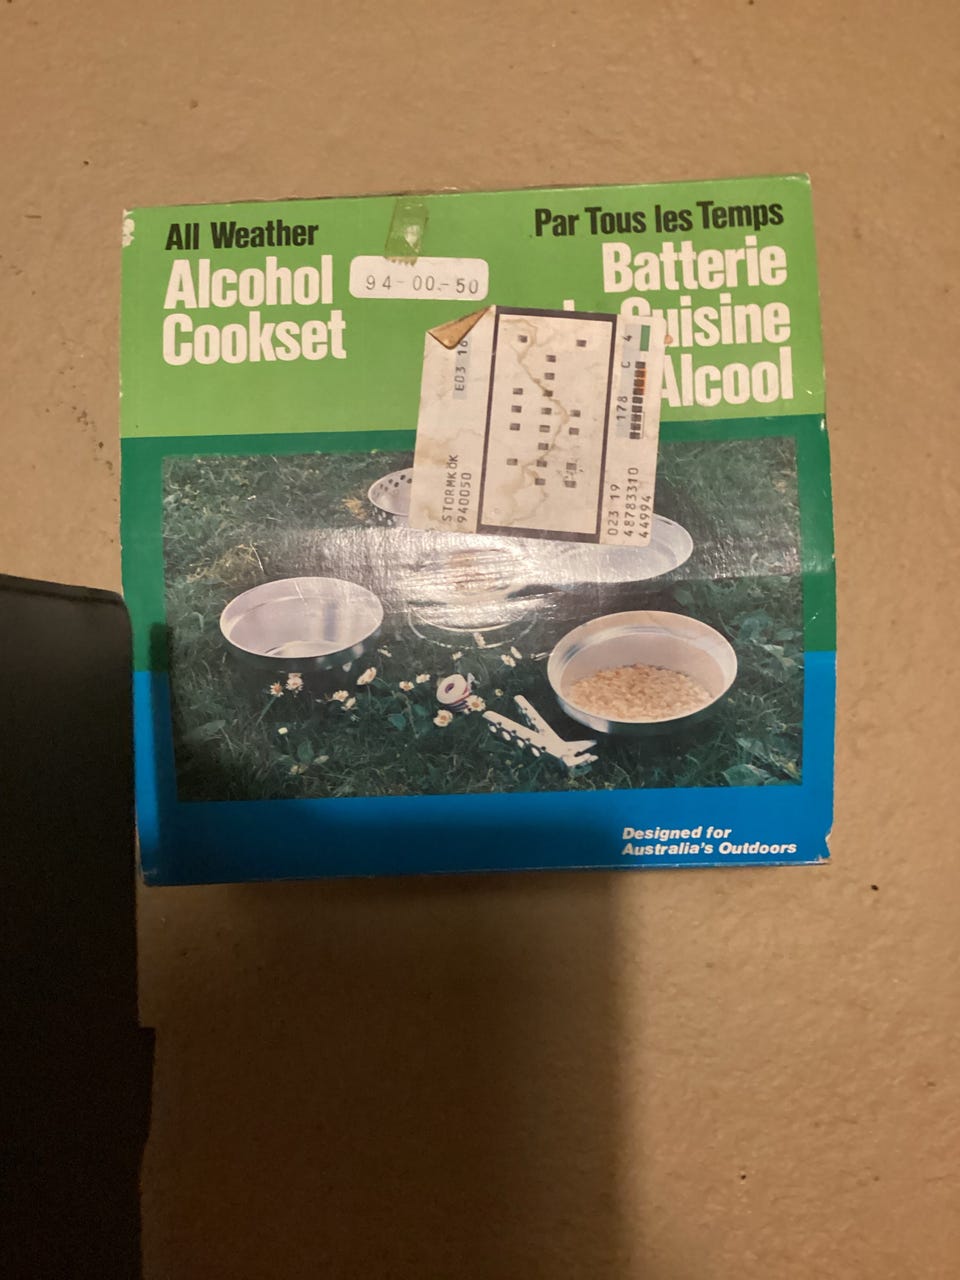 All Weather
Alcohol
Cookset
94-00-50
Par Tous les Temps
Batterie
Cuisine
Alcool
STORMKÖK
940050
E03 16
178 C 4
023 19
48783310
44994
Designed for
Australia's Outdoors